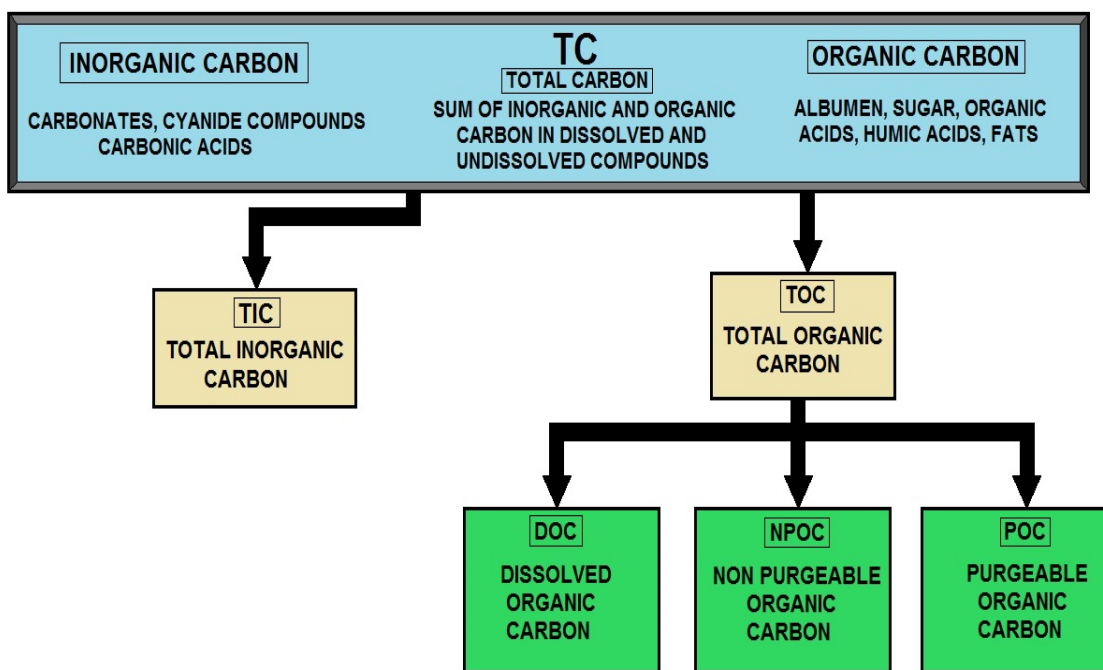 INORGANIC CARBON
CARBONATES, CYANIDE COMPOUNDS
CARBONIC ACIDS
TC
TOTAL CARBON
SUM OF INORGANIC AND ORGANIC
CARBON IN DISSOLVED AND
UNDISSOLVED COMPOUNDS
ORGANIC CARBON
ALBUMEN, SUGAR, ORGANIC
ACIDS, HUMIC ACIDS, FATS
TIC
TOTAL INORGANIC
CARBON
TOC
TOTAL ORGANIC
CARBON
DOC
DISSOLVED
ORGANIC
CARBON
NPOC
NON PURGEABLE
ORGANIC
CARBON
POC
PURGEABLE
ORGANIC
CARBON